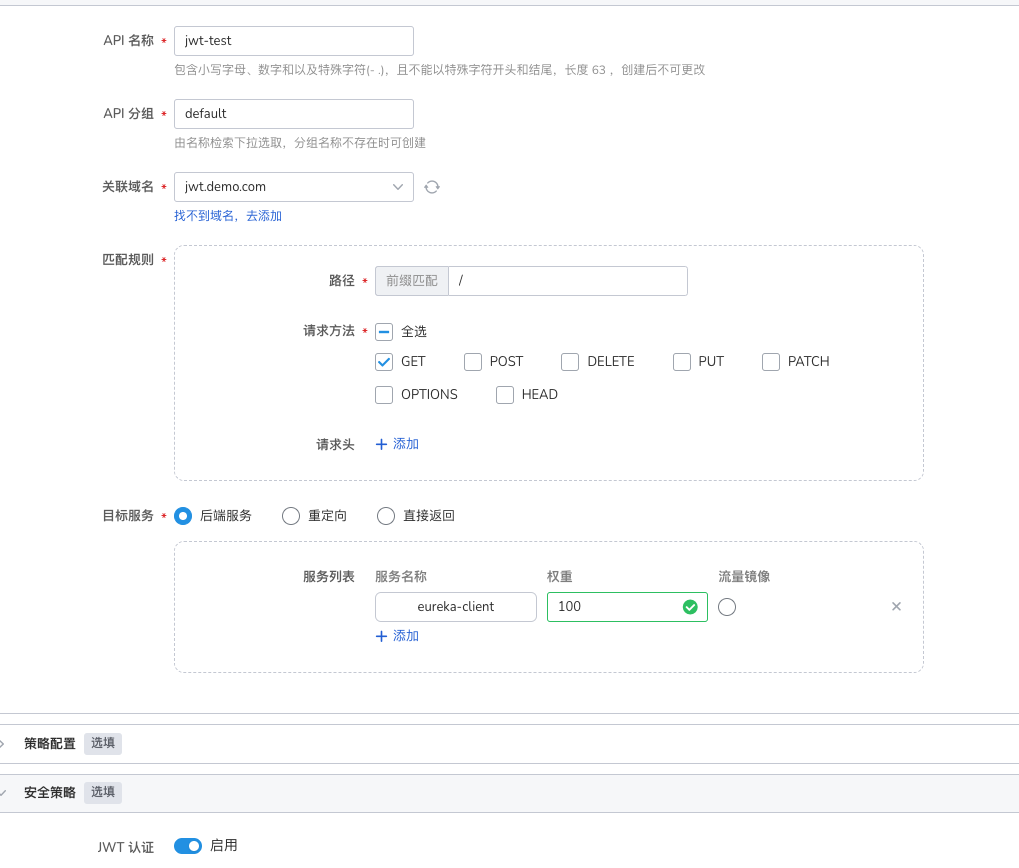 API 名称 * jwt-test
包含小写字母、数字和以及特殊字符(- .)，且不能以特殊字符开头和结尾，长度 63 ，创建后不可更改
API 分组 * default
由名称检索下拉选取，分组名称不存在时可创建
关联域名 * jwt.demo.com
找不到域名，去添加
匹配规则 *
路径 * 前缀匹配 /
请求方法 * 全选
GET POST DELETE PUT PATCH
OPTIONS HEAD
请求头 + 添加
目标服务 * 后端服务 重定向 直接返回
服务列表 服务名称 权重 流量镜像
eureka-client 100
+ 添加
策略配置 选填
安全策略 选填
JWT 认证 启用